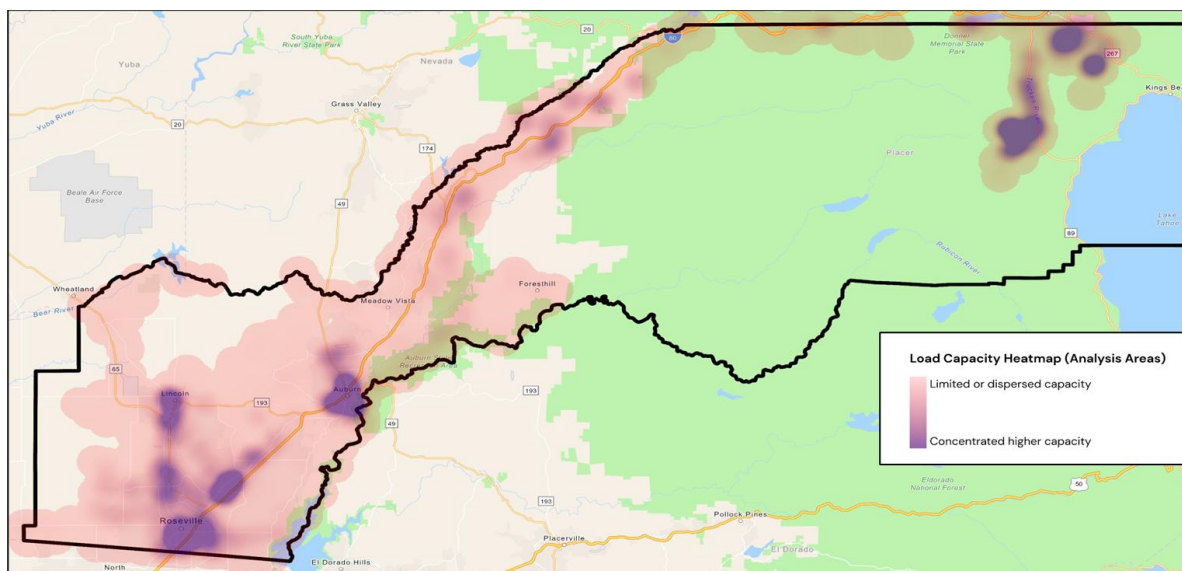 South Yuba
River State Park
20
80
Donner
Memorial State
Park
267
Yuba
Nevada
Kings Bea
Grass Valley
Yuba River
20
174
Placer
Beale Air Force
Base
49
Lake
Tahoe
89
Rubicon River
Wheatland
Foresthill
Bear River
Meadow Vista
65
Lincoln
193
Auburn
193
49
Load Capacity Heatmap (Analysis Areas)
Limited or dispersed capacity
Concentrated higher capacity
Eldorado
National Forest
50
193
Roseville
Pollock Pines
Placerville
El Dorado
North
El Dorado Hills